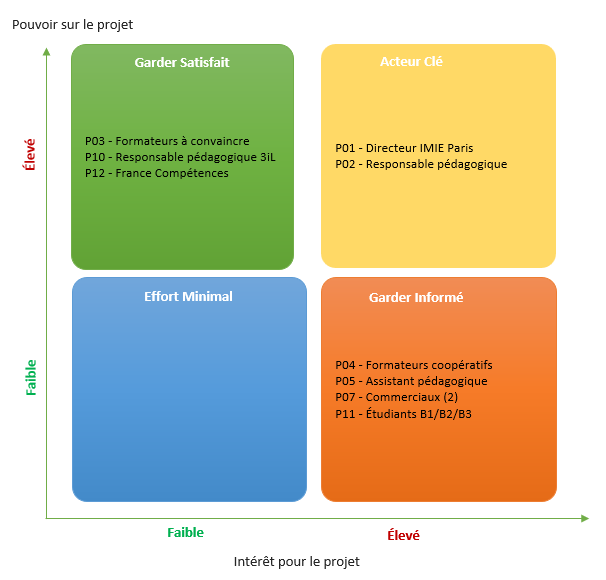 Pouvoir sur le projet
Garder Satisfait
Acteur Clé
Élevé
P03 - Formateurs à convaincre
P10 - Responsable pédagogique 3iL
P12 - France Compétences
P01 - Directeur IMIE Paris
P02 - Responsable pédagogique
Effort Minimal
Garder Informé
Faible
P04 - Formateurs coopératifs
P05 - Assistant pédagogique
P07 - Commerciaux (2)
P11 - Étudiants B1/B2/B3
Faible
Élevé
Intérêt pour le projet